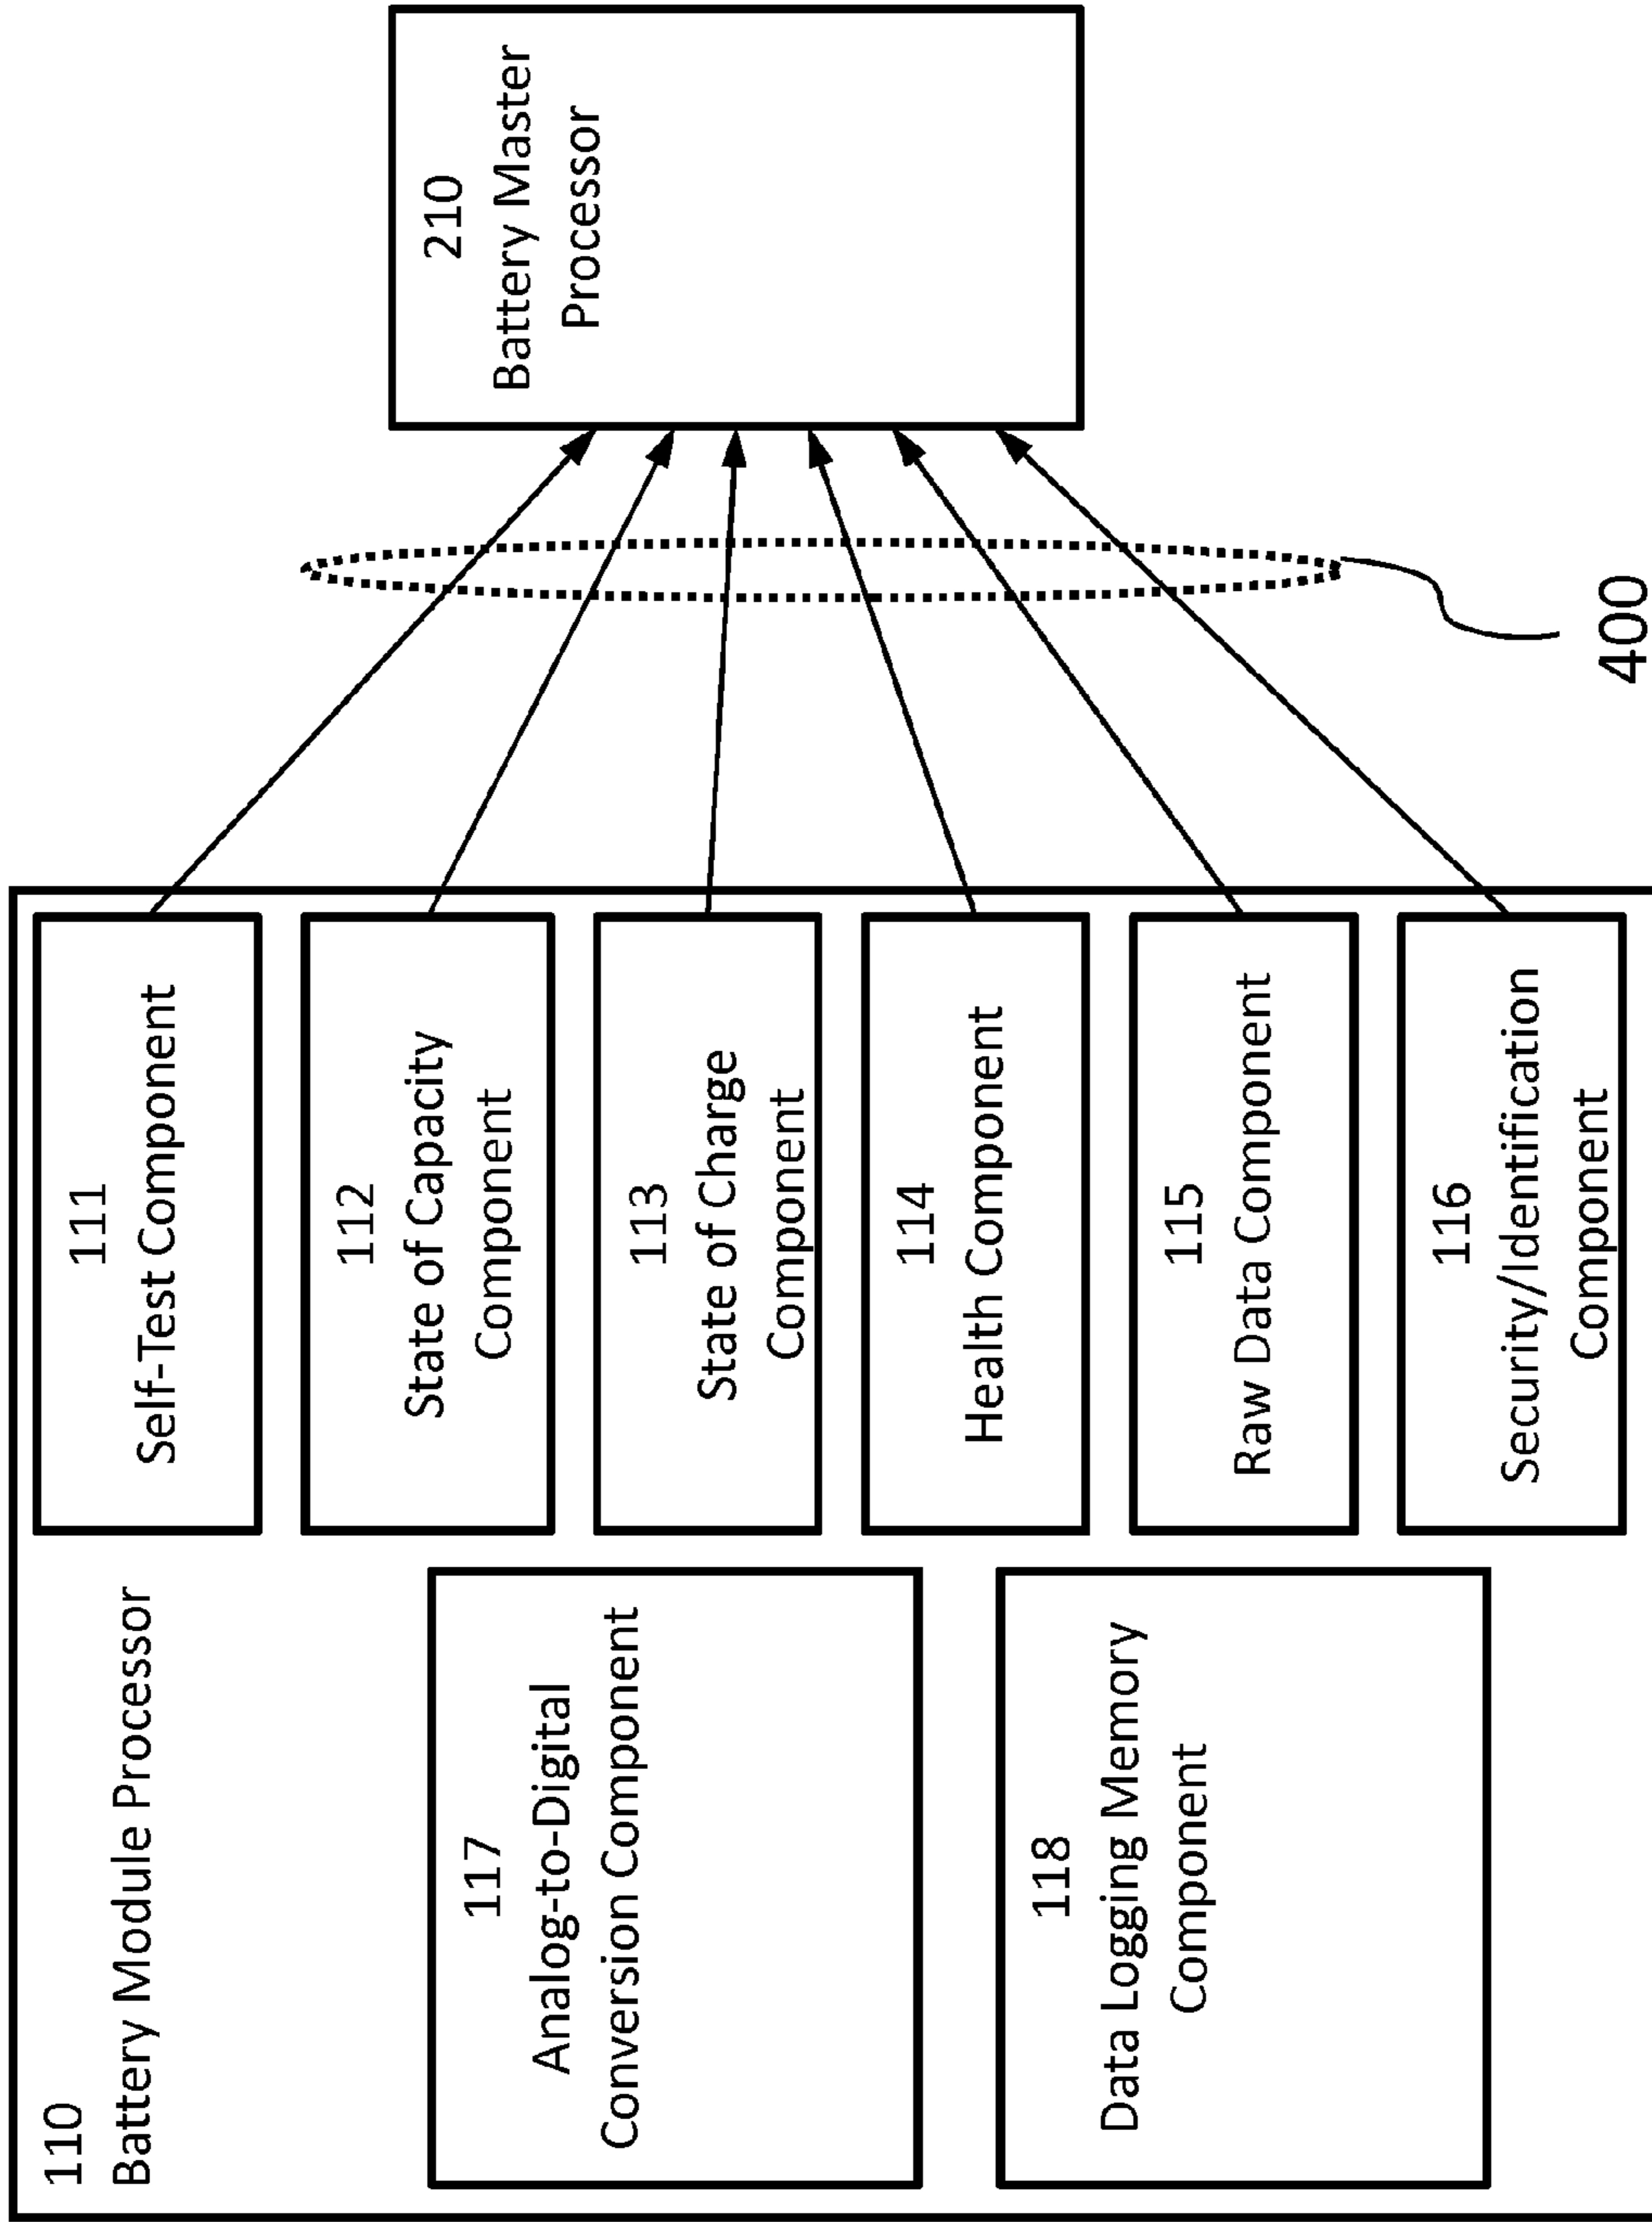 110
Battery Module Processor
117
Analog-to-Digital
Conversion Component
118
Data Logging Memory
Component
111
Self-Test Component
112
State of Capacity
Component
113
State of Charge
Component
114
Health Component
115
Raw Data Component
116
Security/Identification
Component
210
Battery Master
Processor
400